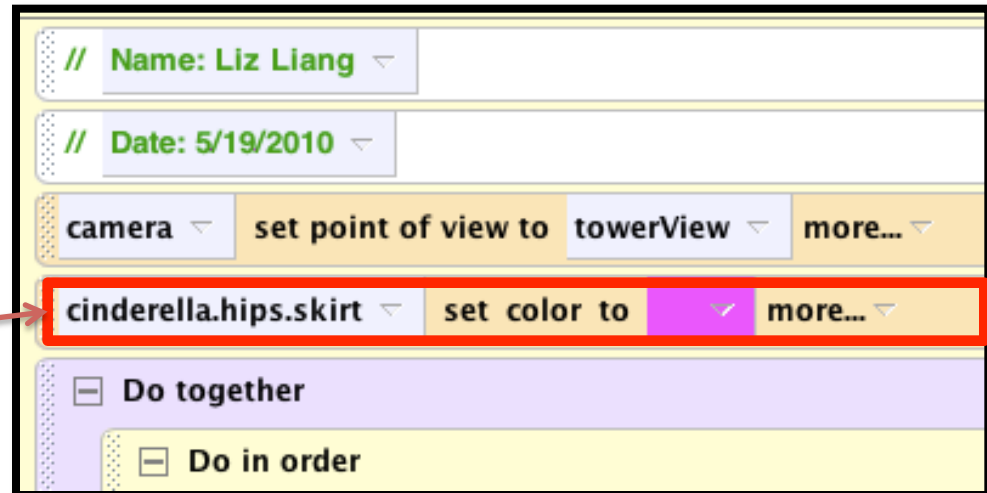 // Name: Liz Liang
// Date: 5/19/2010
camera set point of view to towerView more...
cinderella.hips.skirt set color to more...
Do together
Do in order